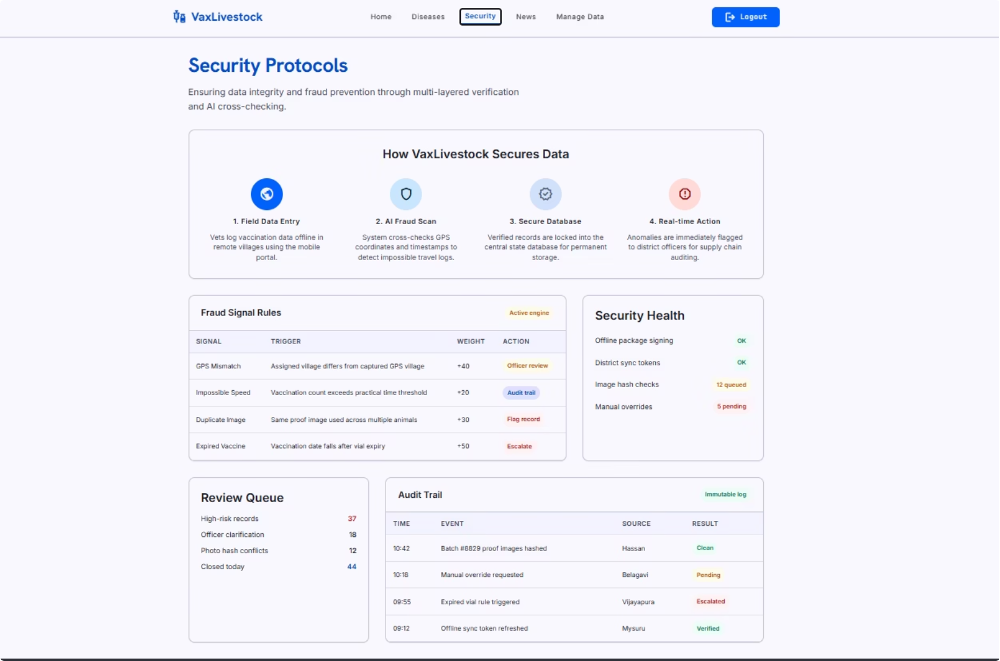 VaxLivestock
Home Diseases Security News Manage Data
Logout
Security Protocols
Ensuring data integrity and fraud prevention through multi-layered verification
and AI cross-checking.
How VaxLivestock Secures Data
1. Field Data Entry
Vets log vaccination data offline in
remote villages using the mobile
portal.
2. AI Fraud Scan
System cross-checks GPS
coordinates and timestamps to
detect impossible travel logs.
3. Secure Database
Verified records are locked into the
central state database for permanent
storage.
4. Real-time Action
Anomalies are immediately flagged
to district officers for supply chain
auditing.
Fraud Signal Rules Active engine
SIGNAL TRIGGER WEIGHT ACTION
GPS Mismatch Assigned village differs from captured GPS village +40 Officer review
Impossible Speed Vaccination count exceeds practical time threshold +20 Audit trail
Duplicate Image Same proof image used across multiple animals +30 Flag record
Expired Vaccine Vaccination date falls after vial expiry +50 Escalate
Security Health
Offline package signing OK
District sync tokens OK
Image hash checks 12 queued
Manual overrides 5 pending
Review Queue
High-risk records 37
Officer clarification 18
Photo hash conflicts 12
Closed today 44
Audit Trail Immutable log
TIME EVENT SOURCE RESULT
10:42 Batch #8829 proof images hashed Hassan Clean
10:18 Manual override requested Belagavi Pending
09:55 Expired vial rule triggered Vijayapura Escalated
09:12 Offline sync token refreshed Mysuru Verified